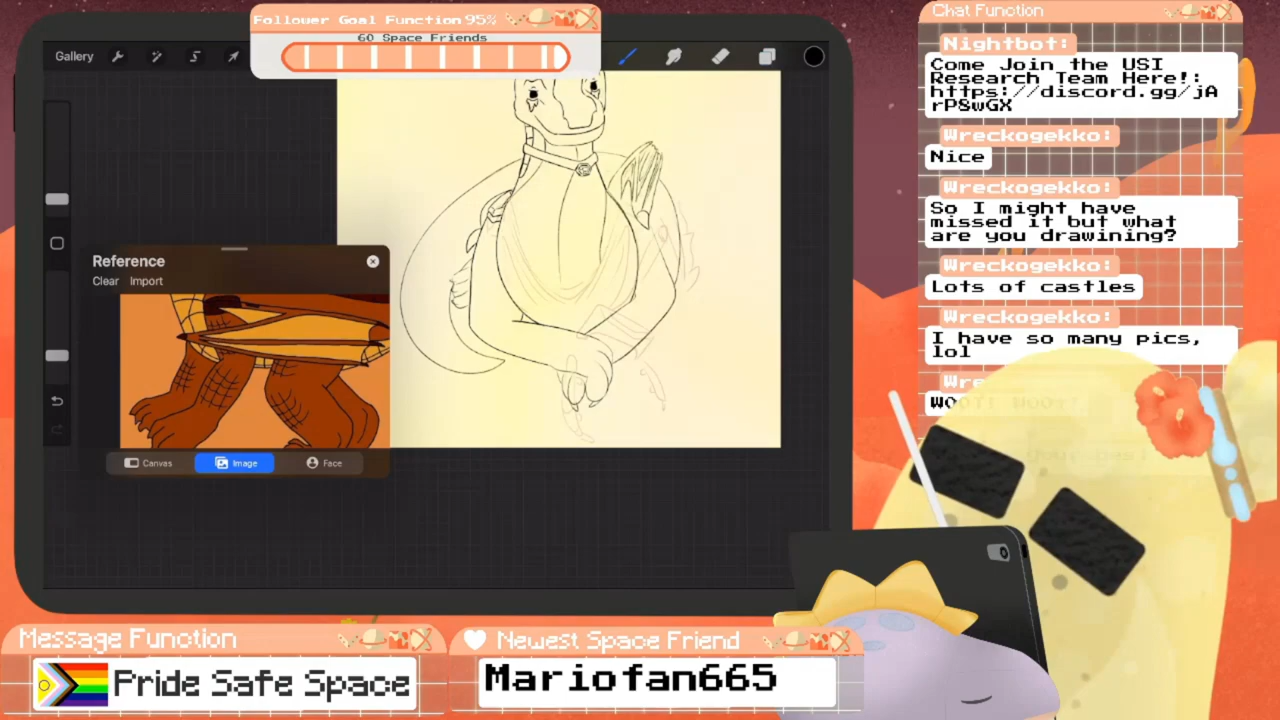 Follower Goal Function 95%
60 Space Friends
Gallery
Reference
Clear Import
Canvas Image Face
Chat Function
Nightbot:
Come Join the USI
Research Team Here!:
https://discord.gg/jA
rP8wGX
Wreckogekko:
Nice
Wreckogekko:
So I might have
missed it but what
are you drawining?
Wreckogekko:
Lots of castles
Wreckogekko:
I have so many pics,
lol
Wre
Message Function
Pride Safe Space
Newest Space Friend
Mariofan665